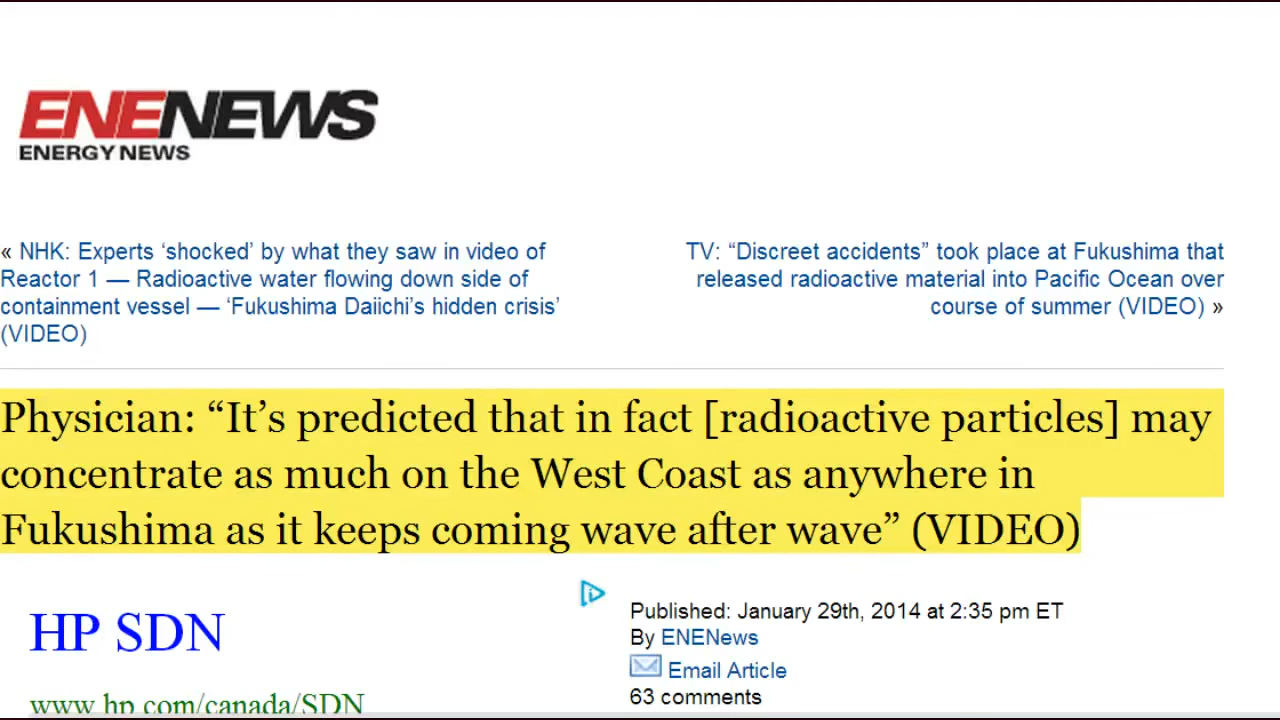 ENENEWS
ENERGY NEWS
« NHK: Experts ‘shocked’ by what they saw in video of
Reactor 1 — Radioactive water flowing down side of
containment vessel — ‘Fukushima Daiichi’s hidden crisis’
(VIDEO)
TV: “Discreet accidents” took place at Fukushima that
released radioactive material into Pacific Ocean over
course of summer (VIDEO) »
Physician: “It’s predicted that in fact [radioactive particles] may
concentrate as much on the West Coast as anywhere in
Fukushima as it keeps coming wave after wave” (VIDEO)
HP SDN
www.hp.com/canada/SDN
Published: January 29th, 2014 at 2:35 pm ET
By ENENews
Email Article
63 comments